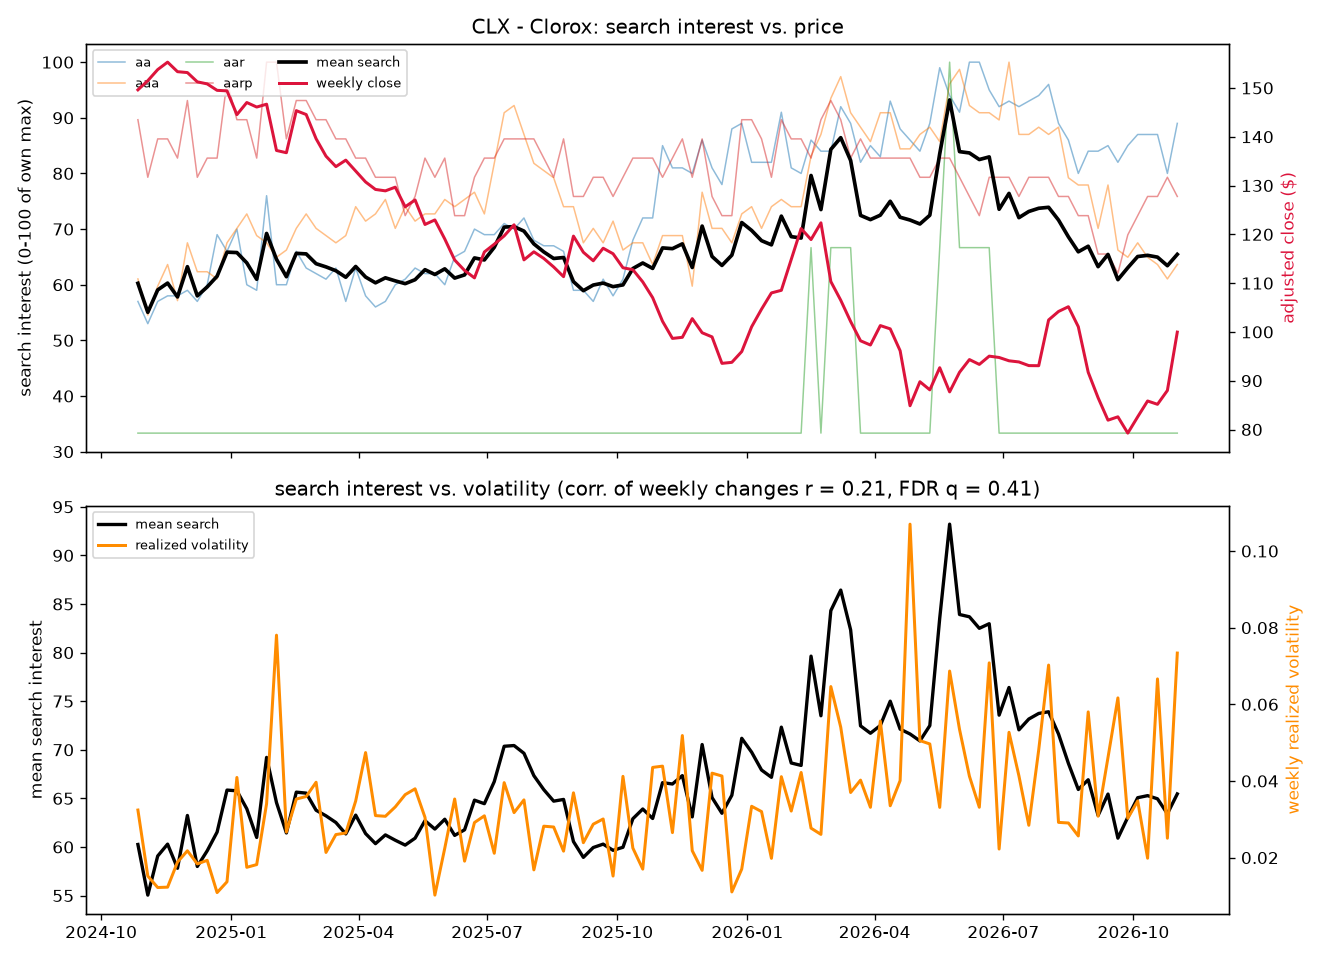 CLX - Clorox: search interest vs. price
aa
aaa
aar
aarp
mean search
weekly close
search interest (0-100 of own max)
100
90
80
70
60
50
40
30
150
140
130
120
110
100
90
80
adjusted close ($)
search interest vs. volatility (corr. of weekly changes r = 0.21, FDR q = 0.41)
mean search
realized volatility
mean search interest
95
90
85
80
75
70
65
60
55
0.10
0.08
0.06
0.04
0.02
weekly realized volatility
2024-10
2025-01
2025-04
2025-07
2025-10
2026-01
2026-04
2026-07
2026-10